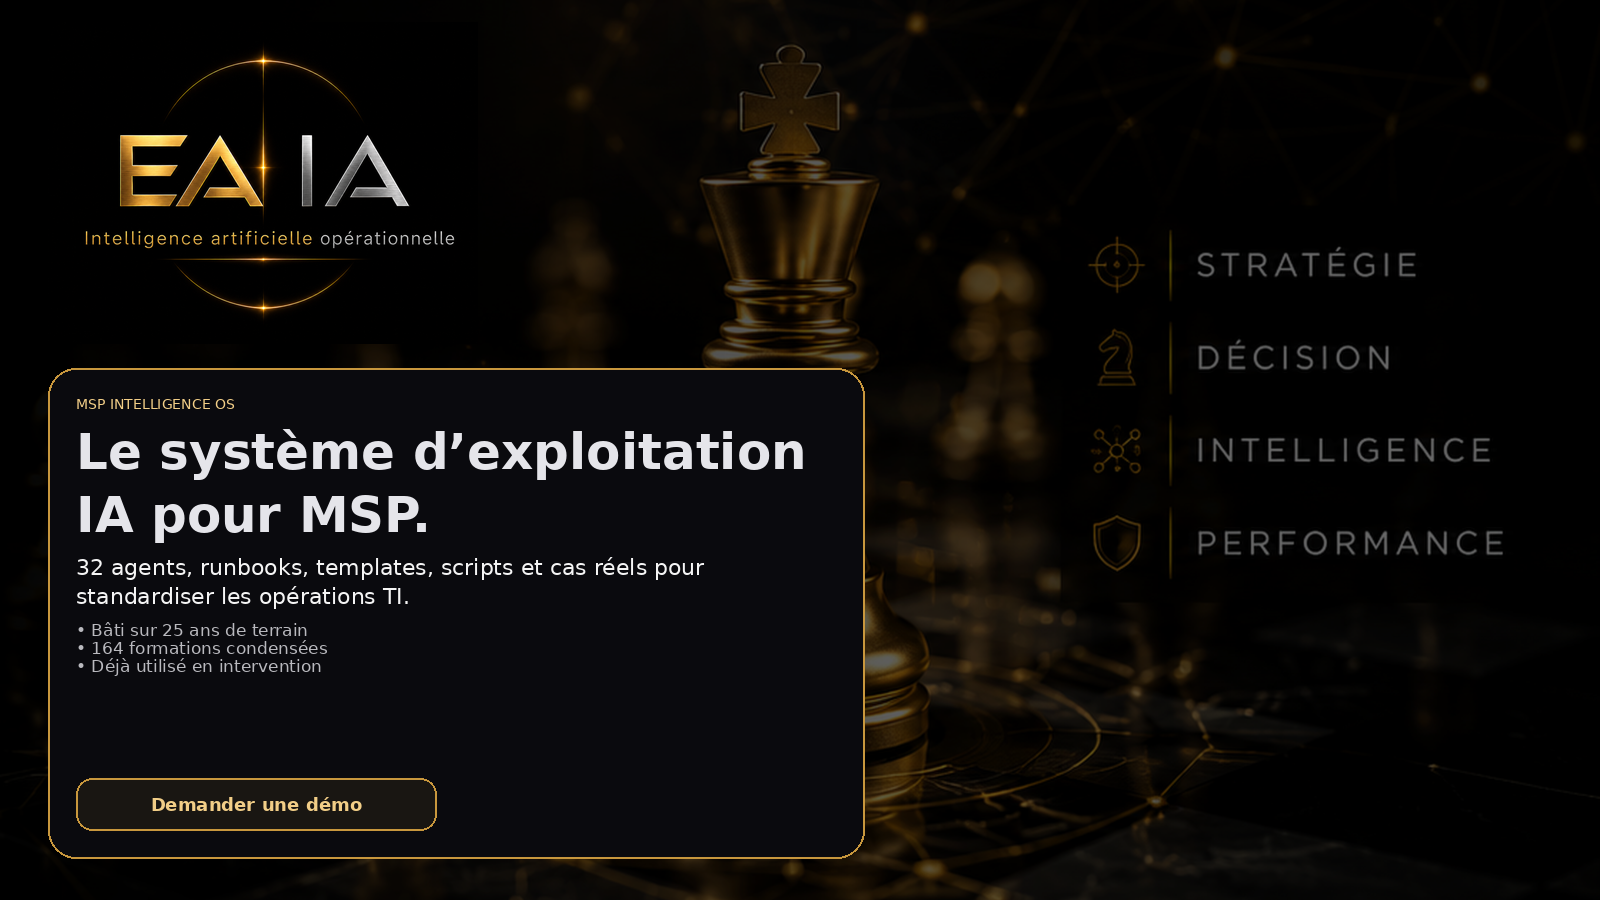 EA IA
Intelligence artificielle opérationnelle
STRATÉGIE
DÉCISION
INTELLIGENCE
PERFORMANCE
MSP INTELLIGENCE OS
Le système d’exploitation
IA pour MSP.
32 agents, runbooks, templates, scripts et cas réels pour
standardiser les opérations TI.
• Bâti sur 25 ans de terrain
• 164 formations condensées
• Déjà utilisé en intervention
Demander une démo